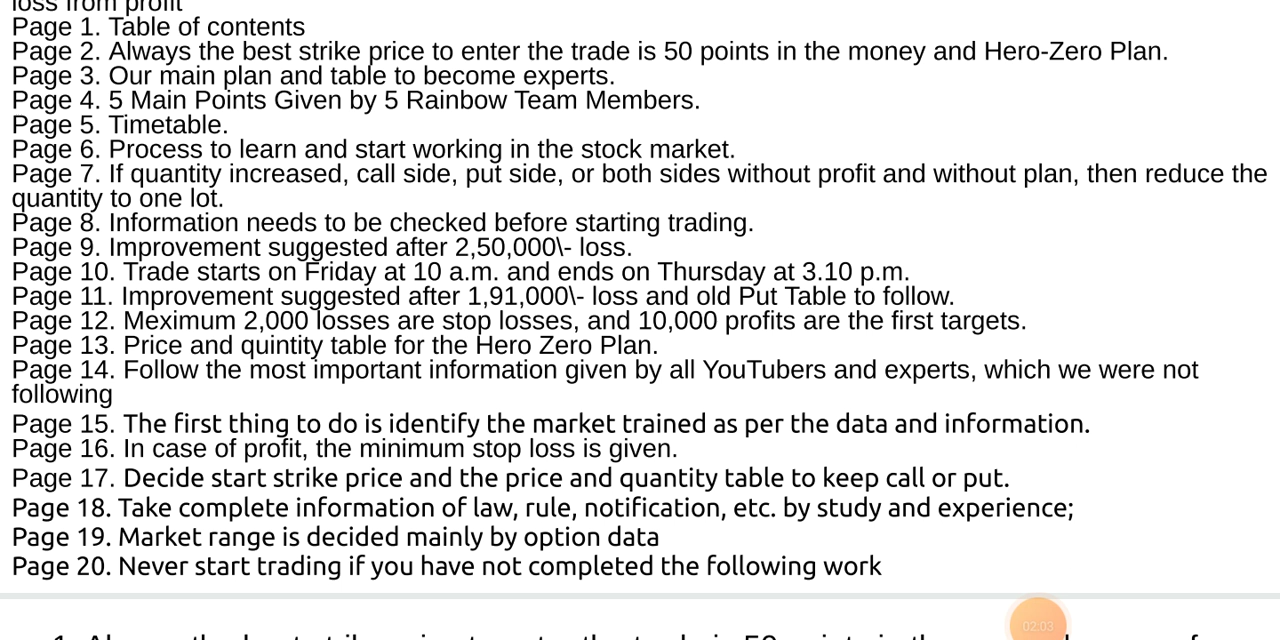 loss from profit
Page 1. Table of contents
Page 2. Always the best strike price to enter the trade is 50 points in the money and Hero-Zero Plan.
Page 3. Our main plan and table to become experts.
Page 4. 5 Main Points Given by 5 Rainbow Team Members.
Page 5. Timetable.
Page 6. Process to learn and start working in the stock market.
Page 7. If quantity increased, call side, put side, or both sides without profit and without plan, then reduce the
quantity to one lot.
Page 8. Information needs to be checked before starting trading.
Page 9. Improvement suggested after 2,50,000\- loss.
Page 10. Trade starts on Friday at 10 a.m. and ends on Thursday at 3.10 p.m.
Page 11. Improvement suggested after 1,91,000\- loss and old Put Table to follow.
Page 12. Meximum 2,000 losses are stop losses, and 10,000 profits are the first targets.
Page 13. Price and quintity table for the Hero Zero Plan.
Page 14. Follow the most important information given by all YouTubers and experts, which we were not
following
Page 15. The first thing to do is identify the market trained as per the data and information.
Page 16. In case of profit, the minimum stop loss is given.
Page 17. Decide start strike price and the price and quantity table to keep call or put.
Page 18. Take complete information of law, rule, notification, etc. by study and experience;
Page 19. Market range is decided mainly by option data
Page 20. Never start trading if you have not completed the following work
02:03